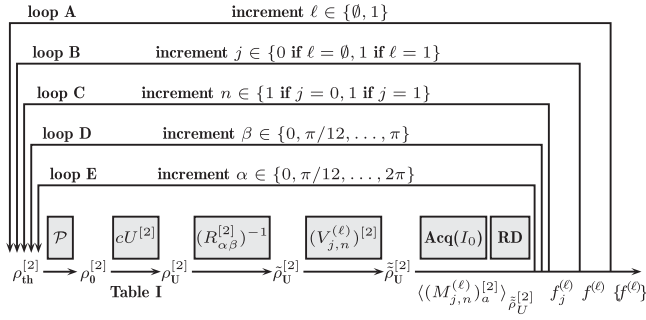 loop A increment ℓ ∈ {∅, 1}
loop B increment j ∈ {0 if ℓ = ∅, 1 if ℓ = 1}
loop C increment n ∈ {1 if j = 0, 1 if j = 1}
loop D increment β ∈ {0, π/12, . . . , π}
loop E increment α ∈ {0, π/12, . . . , 2π}
𝒫 cU^{[2]} (R_{αβ}^{[2]})^{−1} (V_{j,n}^{(ℓ)})^{[2]} Acq(I_0) RD
ρ_{th}^{[2]} ρ_0^{[2]} ρ_U^{[2]} ρ̃_U^{[2]} ρ̃̃_U^{[2]}
Table I ⟨(M_{j,n}^{(ℓ)})_a^{[2]}⟩_{ρ̃̃_U^{[2]}} f_j^{(ℓ)} f^{(ℓ)} {f^{(ℓ)}}